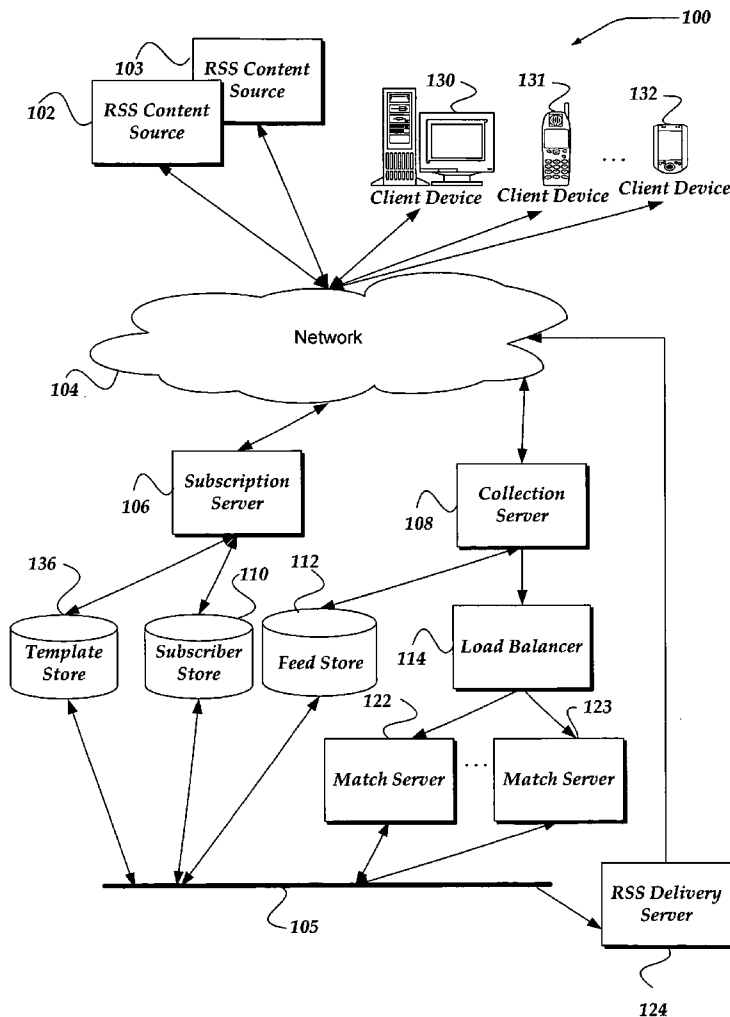 100
103
RSS Content
Source
102
RSS Content
Source
130
131
132
Client Device
Client Device
...
Client Device
Network
104
Subscription
Server
106
Collection
Server
108
136
110
112
Template
Store
Subscriber
Store
Feed Store
Load Balancer
114
122
123
Match Server
...
Match Server
105
RSS Delivery
Server
124